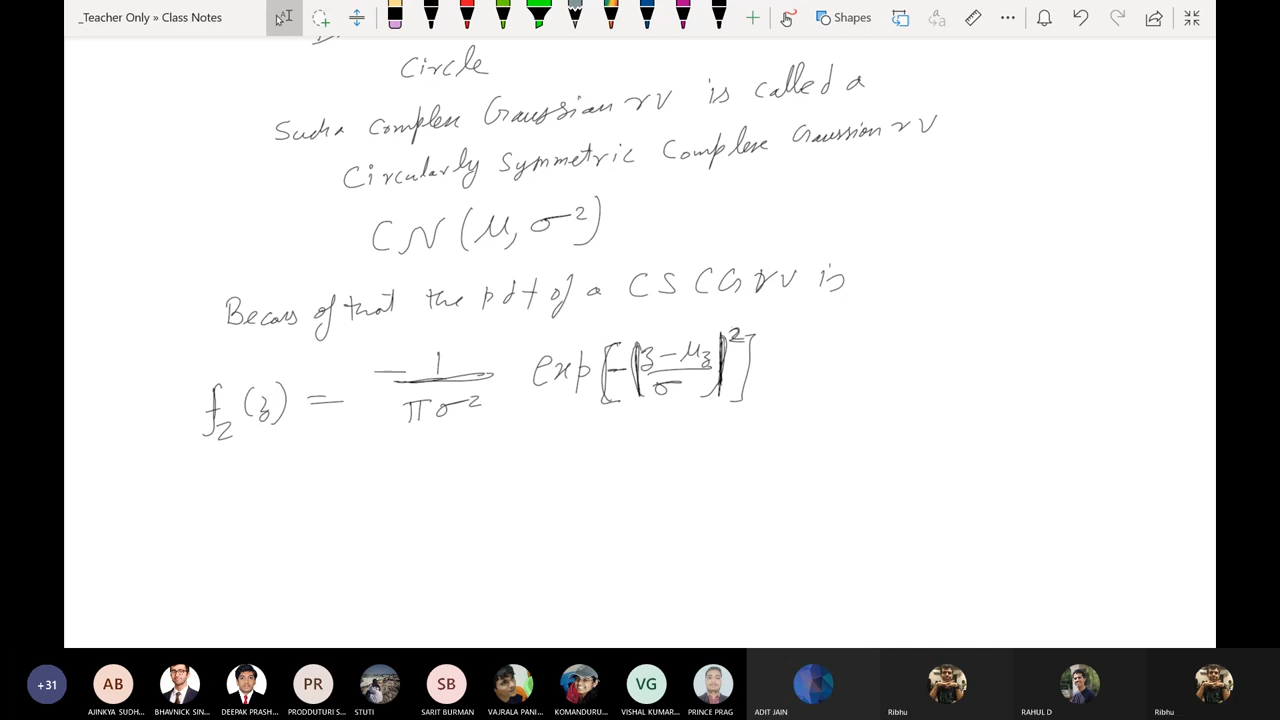 _Teacher Only » Class Notes
Shapes
Circle
Such a Complex Gaussian rv is called a
Circularly Symmetric Complex Gaussian rv
CN (μ, σ²)
Becaus of that the pdf of a CSCG rv is
f_Z(z) = 1/(πσ²) exp[-|(z-μ_z)/σ|²]
+31
AB
PR
SB
VG
AJINKYA SUDH...
BHAVNICK SIN...
DEEPAK PRASH...
PRODDUTURI S...
STUTI
SARIT BURMAN
VAJRALA PANI...
KOMANDURU...
VISHAL KUMAR...
PRINCE PRAG
ADIT JAIN
Ribhu
RAHUL D
Ribhu